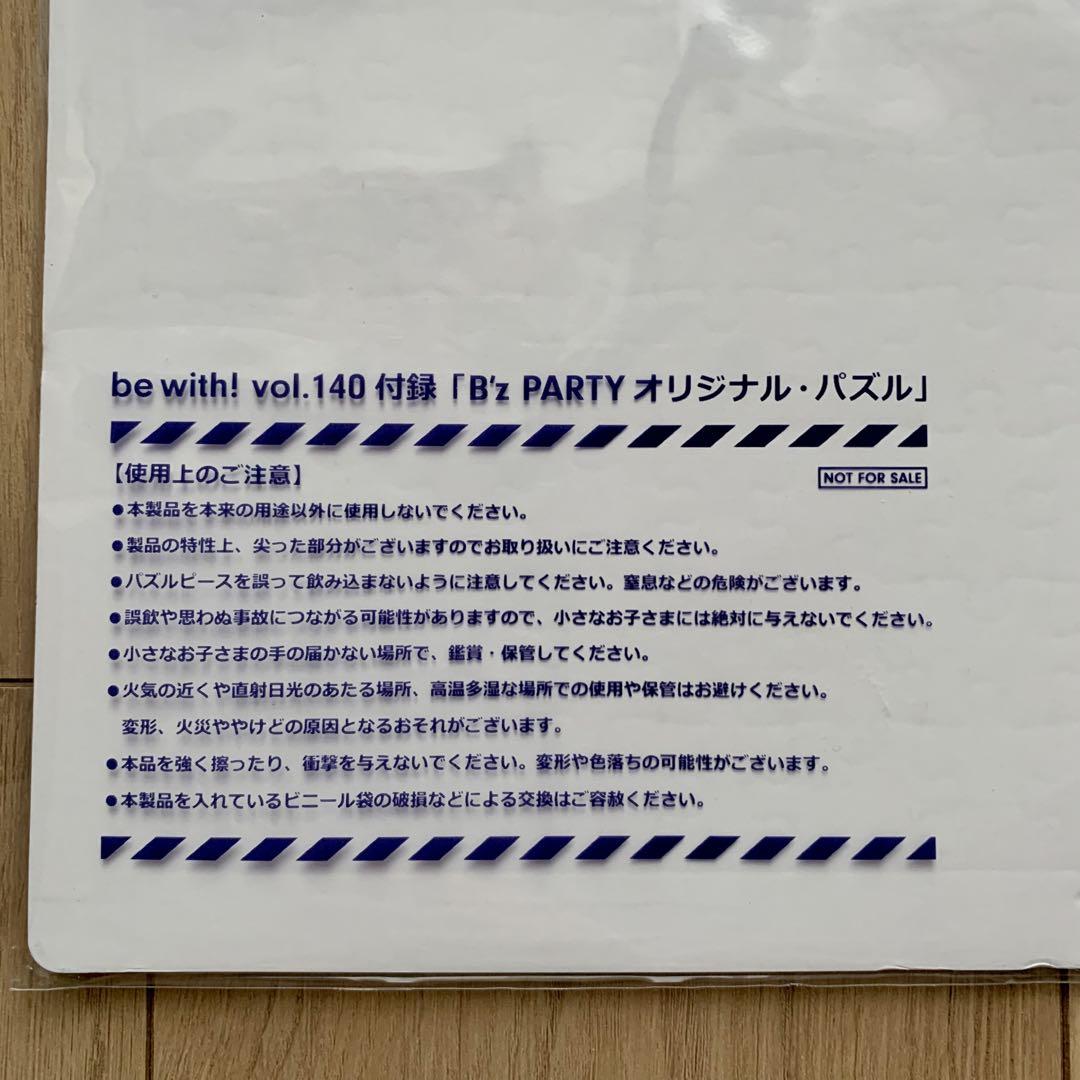 be with! vol.140 付録「B'z PARTY オリジナル・パズル」
【使用上のご注意】
NOT FOR SALE
●本製品を本来の用途以外に使用しないでください。
●製品の特性上、尖った部分がございますのでお取り扱いにご注意ください。
●パズルピースを誤って飲み込まないように注意してください。窒息などの危険がございます。
●誤飲や思わぬ事故につながる可能性がありますので、小さなお子さまには絶対に与えないでください。
●小さなお子さまの手の届かない場所で、鑑賞・保管してください。
●火気の近くや直射日光のあたる場所、高温多湿な場所での使用や保管はお避けください。
変形、火災ややけどの原因となるおそれがございます。
●本品を強く擦ったり、衝撃を与えないでください。変形や色落ちの可能性がございます。
●本製品を入れているビニール袋の破損などによる交換はご容赦ください。